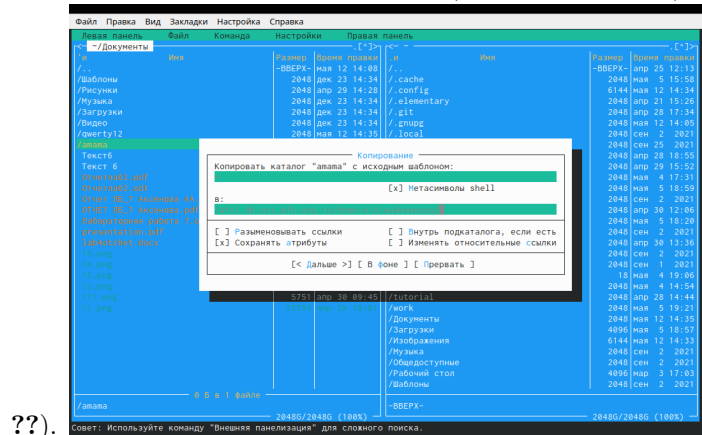 Файл Правка Вид Закладки Настройка Справка
Левая панель Файл Команда Настройки Правая панель
<─ ~/Документы .[^]> <─ ~ .[^]>
'и Имя Размер Время правки .и Имя Размер Время правки
/.. -ВВЕРХ- мая 12 14:08 /.. -ВВЕРХ- апр 25 12:13
/Шаблоны 2048 дек 23 14:34 /.cache 2048 мая 5 15:58
/Рисунки 2048 апр 29 14:28 /.config 6144 мая 12 14:34
/Музыка 2048 дек 23 14:34 /.elementary 2048 апр 21 15:26
/Загрузки 2048 дек 23 14:34 /.git 2048 апр 28 17:34
/Видео 2048 дек 23 14:34 /.gnupg 2048 мая 12 14:05
/qwerty12 2048 мая 12 14:35 /.local 2048 сен 2 2021
/amama 2048 сен 25 2021
Текст6 2048 апр 28 18:55
Текст 6 2048 апр 29 15:52
2048 мая 4 17:31
2048 мая 5 18:59
2048 сен 2 2021
2048 апр 30 12:06
2048 мая 5 18:20
presentation.pdf 2048 сен 2 2021
2048 апр 30 13:36
2048 сен 2 2021
2048 сен 1 2021
18 мая 4 19:06
2048 мая 4 14:54
5751 апр 30 09:45 /tutorial 2048 апр 28 14:44
/work 2048 мая 5 19:21
/Документы 2048 мая 12 14:35
/Загрузки 4096 мая 5 18:57
/Изображения 6144 мая 12 14:33
/Музыка 2048 сен 2 2021
/Общедоступные 2048 сен 2 2021
/Рабочий стол 4096 мар 3 17:03
/Шаблоны 2048 сен 2 2021
Копирование
Копировать каталог "amama" с исходным шаблоном:
[x] Метасимволы shell
в:
[ ] Разыменовывать ссылки [ ] Внутрь подкаталога, если есть
[x] Сохранять атрибуты [ ] Изменять относительные ссылки
[< Дальше >] [ В фоне ] [ Прервать ]
0 Б в 1 файле
/amama -ВВЕРХ-
2048G/2048G (100%) 2048G/2048G (100%)
Совет: Используйте команду "Внешняя панелизация" для сложного поиска.
??).